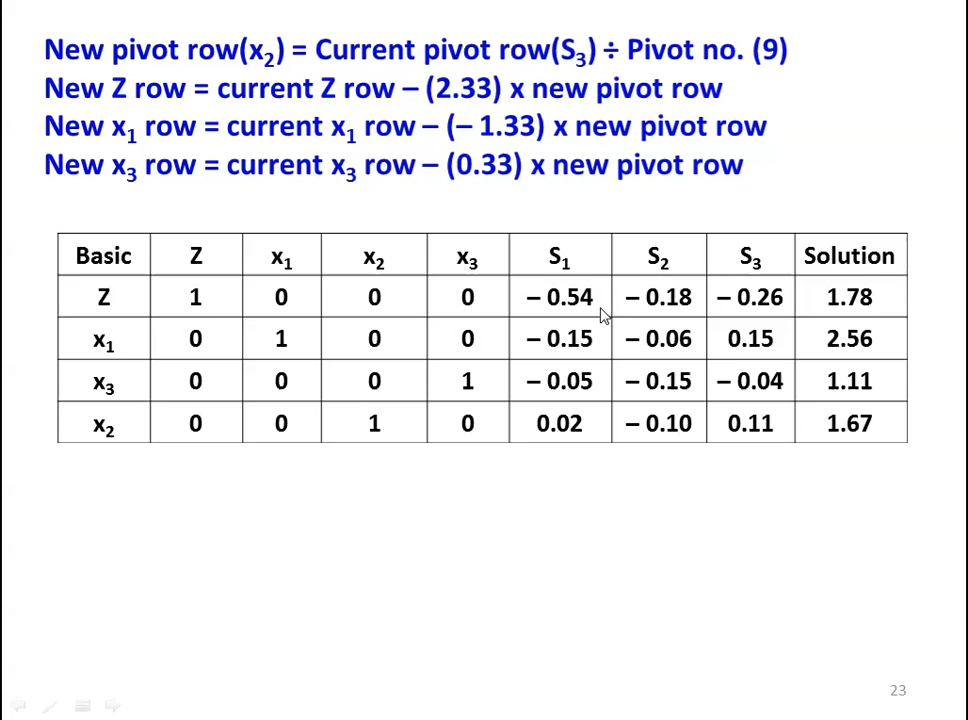 New pivot row(x₂) = Current pivot row(S₃) ÷ Pivot no. (9)
New Z row = current Z row – (2.33) x new pivot row
New x₁ row = current x₁ row – (– 1.33) x new pivot row
New x₃ row = current x₃ row – (0.33) x new pivot row
Basic Z x₁ x₂ x₃ S₁ S₂ S₃ Solution
Z 1 0 0 0 – 0.54 – 0.18 – 0.26 1.78
x₁ 0 1 0 0 – 0.15 – 0.06 0.15 2.56
x₃ 0 0 0 1 – 0.05 – 0.15 – 0.04 1.11
x₂ 0 0 1 0 0.02 – 0.10 0.11 1.67
23